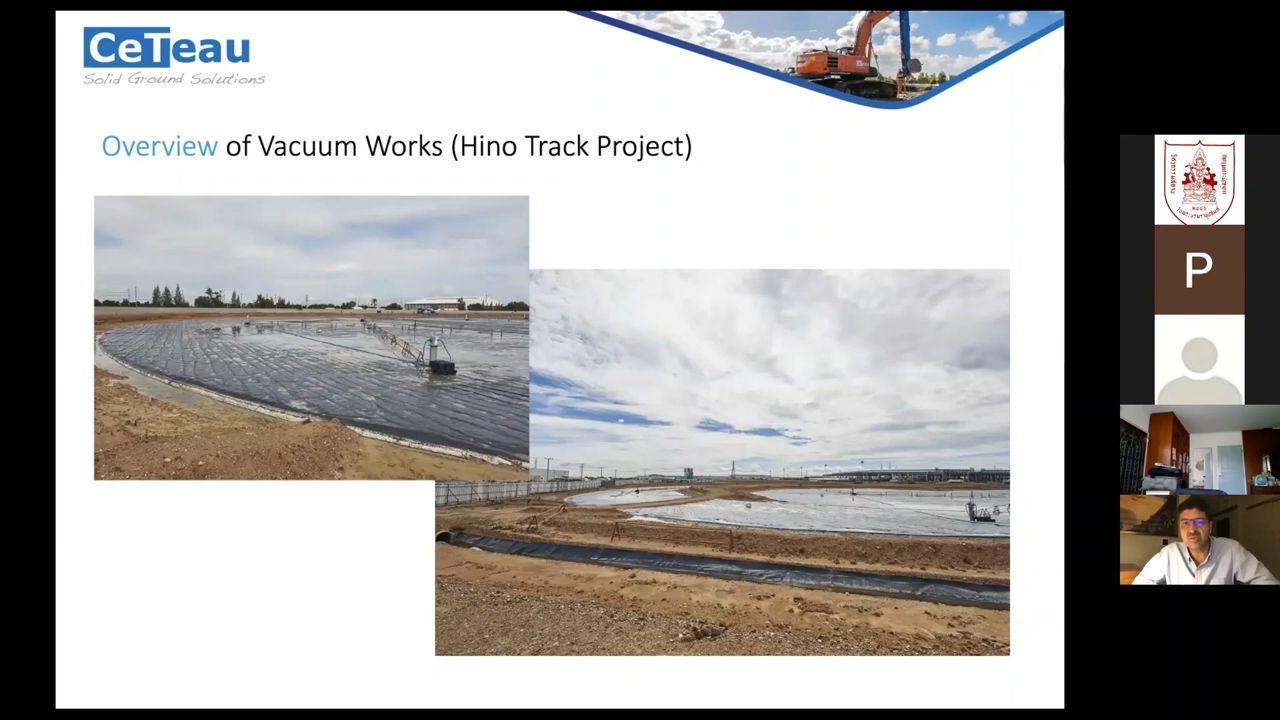 CeTeau
Solid Ground Solutions
Overview of Vacuum Works (Hino Track Project)
P